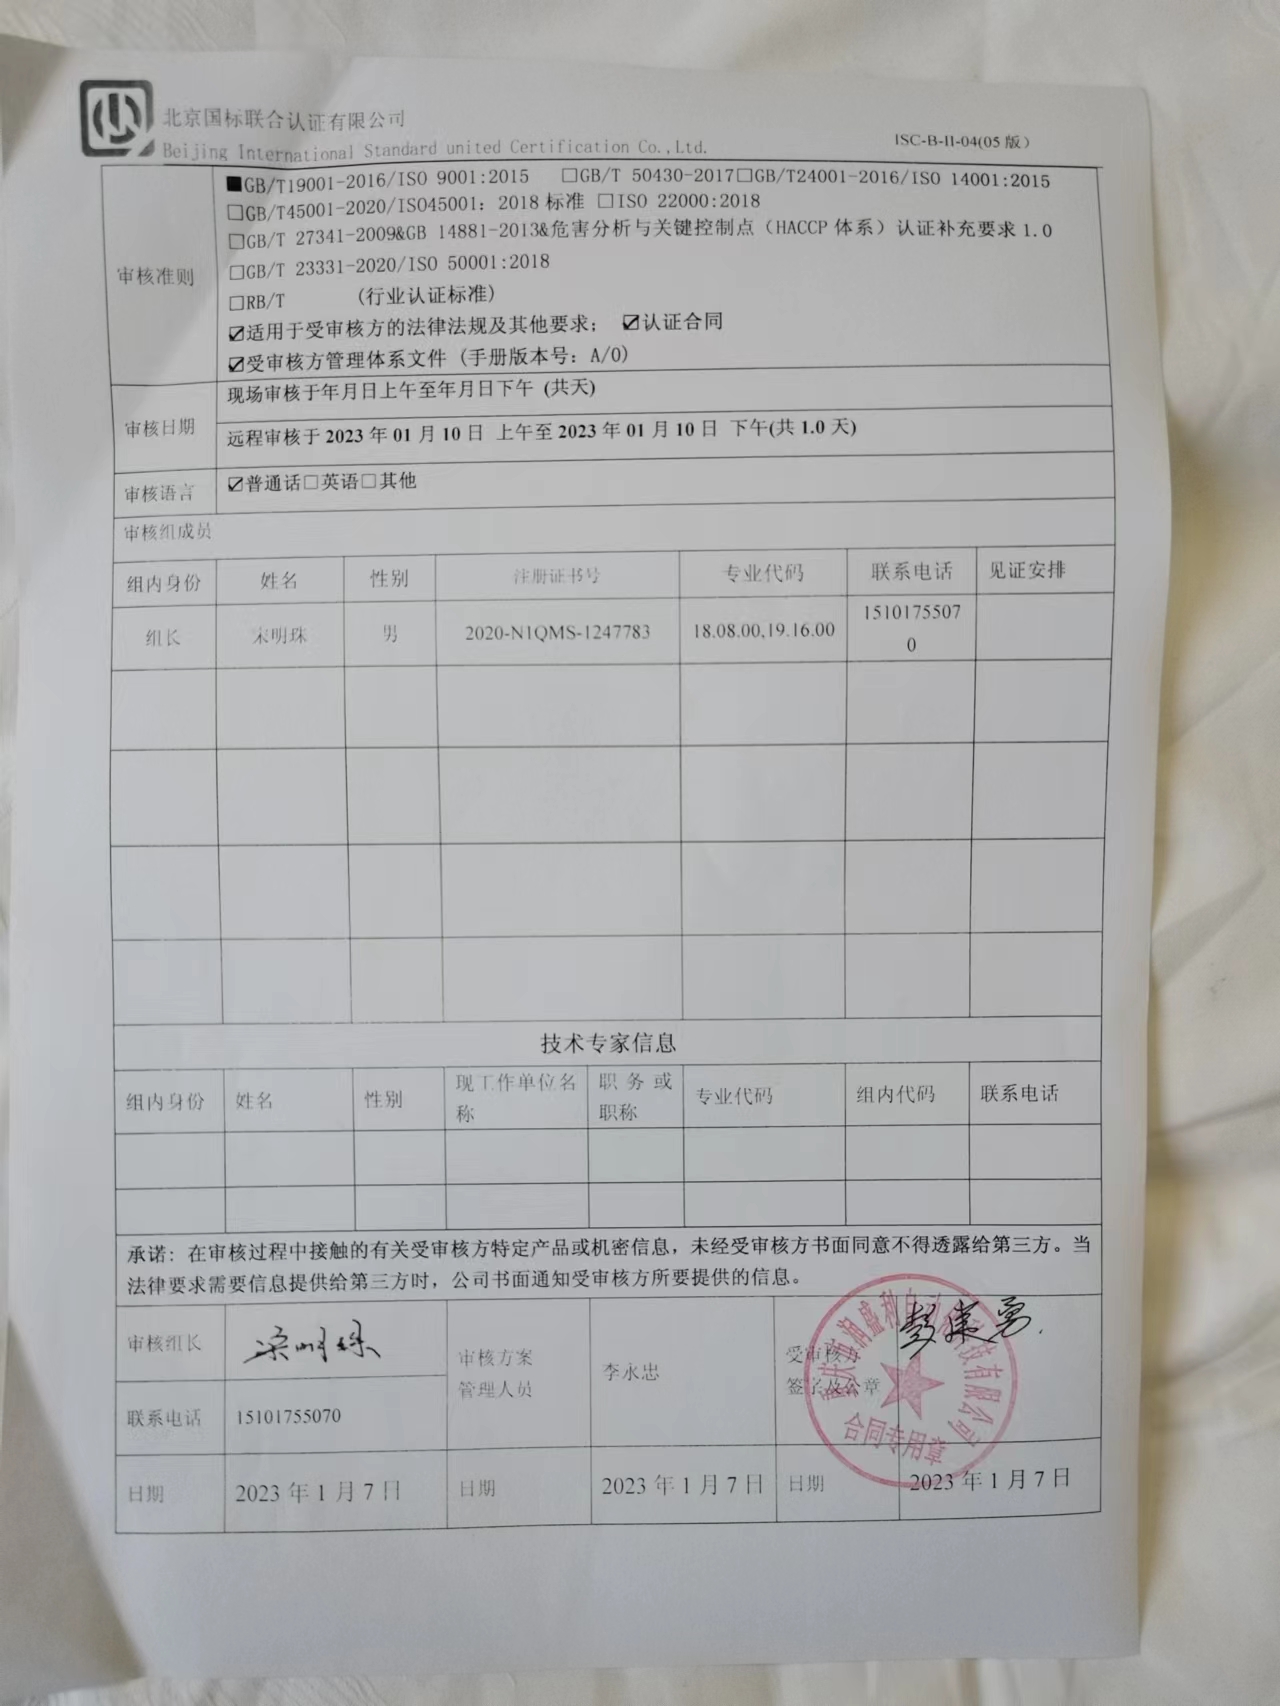 北京国标联合认证有限公司
Beijing International Standard united Certification Co.,Ltd.
ISC-B-II-04(05 版)
审核准则
■GB/T19001-2016/ISO 9001:2015 □GB/T 50430-2017□GB/T24001-2016/ISO 14001:2015
□GB/T45001-2020/ISO45001：2018 标准 □ISO 22000:2018
□GB/T 27341-2009&GB 14881-2013&危害分析与关键控制点（HACCP 体系）认证补充要求 1.0
□GB/T 23331-2020/ISO 50001:2018
□RB/T (行业认证标准)
☑适用于受审核方的法律法规及其他要求； ☑认证合同
☑受审核方管理体系文件 (手册版本号：A/0)
审核日期
现场审核于年月日上午至年月日下午 (共天)
远程审核于 2023 年 01 月 10 日 上午至 2023 年 01 月 10 日 下午(共 1.0 天)
审核语言
☑普通话□英语□其他
审核组成员
组内身份 姓名 性别 注册证书号 专业代码 联系电话 见证安排
组长 宋明珠 男 2020-N1QMS-1247783 18.08.00,19.16.00 1510175507
0
技术专家信息
组内身份 姓名 性别 现工作单位名 职务或 专业代码 组内代码 联系电话
称 职称
承诺：在审核过程中接触的有关受审核方特定产品或机密信息，未经受审核方书面同意不得透露给第三方。当
法律要求需要信息提供给第三方时，公司书面通知受审核方所要提供的信息。
审核组长 宋明珠
审核方案
管理人员
李永忠
受审核方
签字及公章
润盛利自动化科技有限公司
合同专用章
联系电话 15101755070
日期 2023 年 1 月 7 日 日期 2023 年 1 月 7 日 日期 2023 年 1 月 7 日